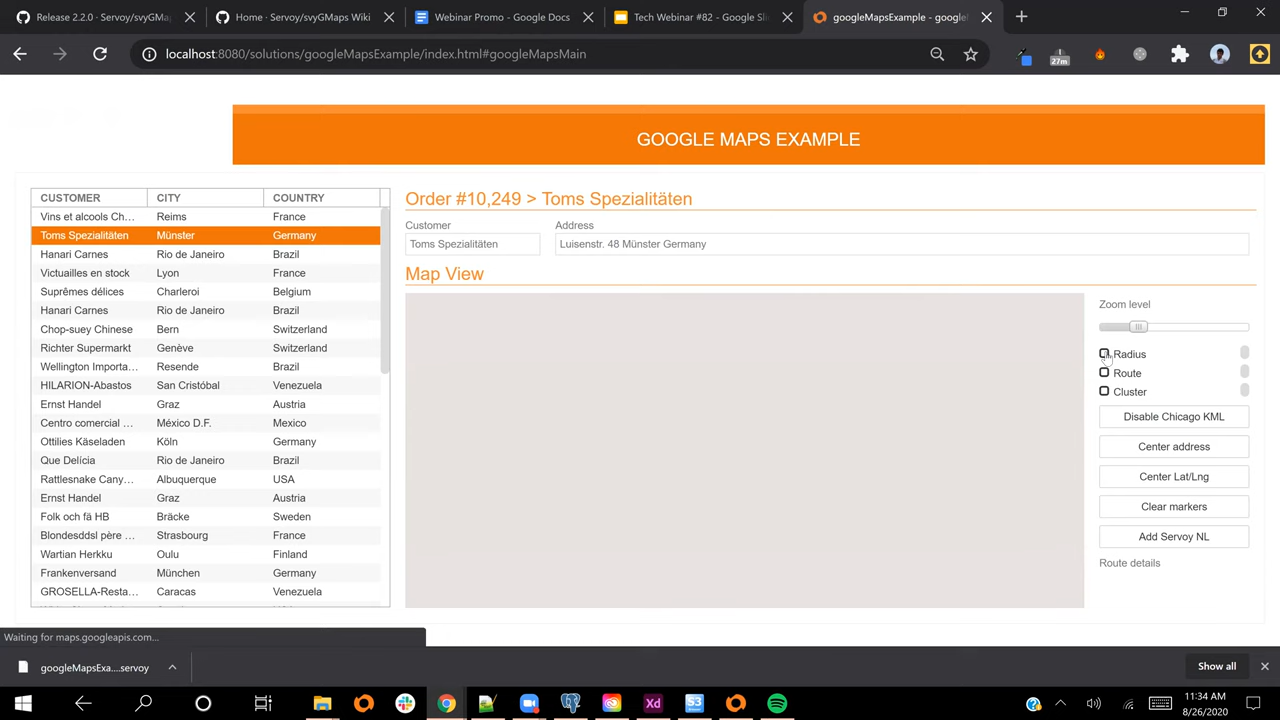 Release 2.2.0 · Servoy/svyGMa
Home · Servoy/svyGMaps Wiki
Webinar Promo - Google Docs
Tech Webinar #82 - Google Sli
googleMapsExample - google
localhost:8080/solutions/googleMapsExample/index.html#googleMapsMain
27m
GOOGLE MAPS EXAMPLE
CUSTOMER CITY COUNTRY
Vins et alcools Ch... Reims France
Toms Spezialitäten Münster Germany
Hanari Carnes Rio de Janeiro Brazil
Victuailles en stock Lyon France
Suprêmes délices Charleroi Belgium
Hanari Carnes Rio de Janeiro Brazil
Chop-suey Chinese Bern Switzerland
Richter Supermarkt Genève Switzerland
Wellington Importa... Resende Brazil
HILARION-Abastos San Cristóbal Venezuela
Ernst Handel Graz Austria
Centro comercial ... México D.F. Mexico
Ottilies Käseladen Köln Germany
Que Delícia Rio de Janeiro Brazil
Rattlesnake Cany... Albuquerque USA
Ernst Handel Graz Austria
Folk och fä HB Bräcke Sweden
Blondesddsl père ... Strasbourg France
Wartian Herkku Oulu Finland
Frankenversand München Germany
GROSELLA-Resta... Caracas Venezuela
Order #10,249 > Toms Spezialitäten
Customer Address
Toms Spezialitäten Luisenstr. 48 Münster Germany
Map View
Zoom level
Radius
Route
Cluster
Disable Chicago KML
Center address
Center Lat/Lng
Clear markers
Add Servoy NL
Route details
Waiting for maps.googleapis.com...
googleMapsExa....servoy
Show all
Xd
11:34 AM
8/26/2020